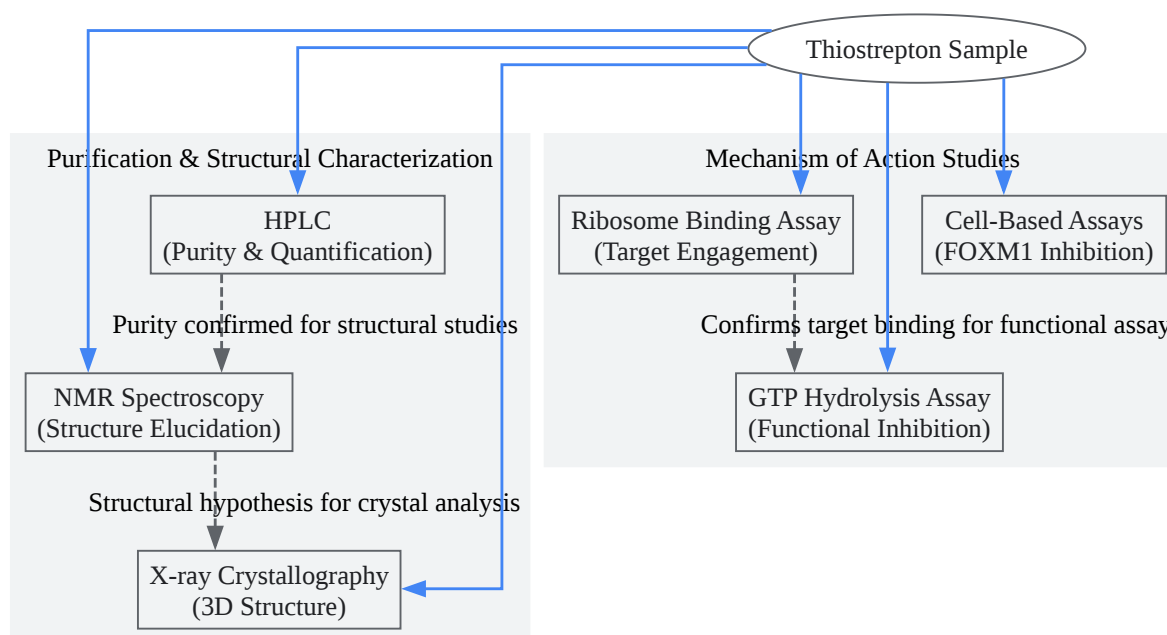 Thiostrepton Sample
Purification & Structural Characterization
HPLC
(Purity & Quantification)
Purity confirmed for structural studies
NMR Spectroscopy
(Structure Elucidation)
Structural hypothesis for crystal analysis
X-ray Crystallography
(3D Structure)
Mechanism of Action Studies
Ribosome Binding Assay
(Target Engagement)
Cell-Based Assays
(FOXM1 Inhibition)
Confirms target binding for functional assay
GTP Hydrolysis Assay
(Functional Inhibition)